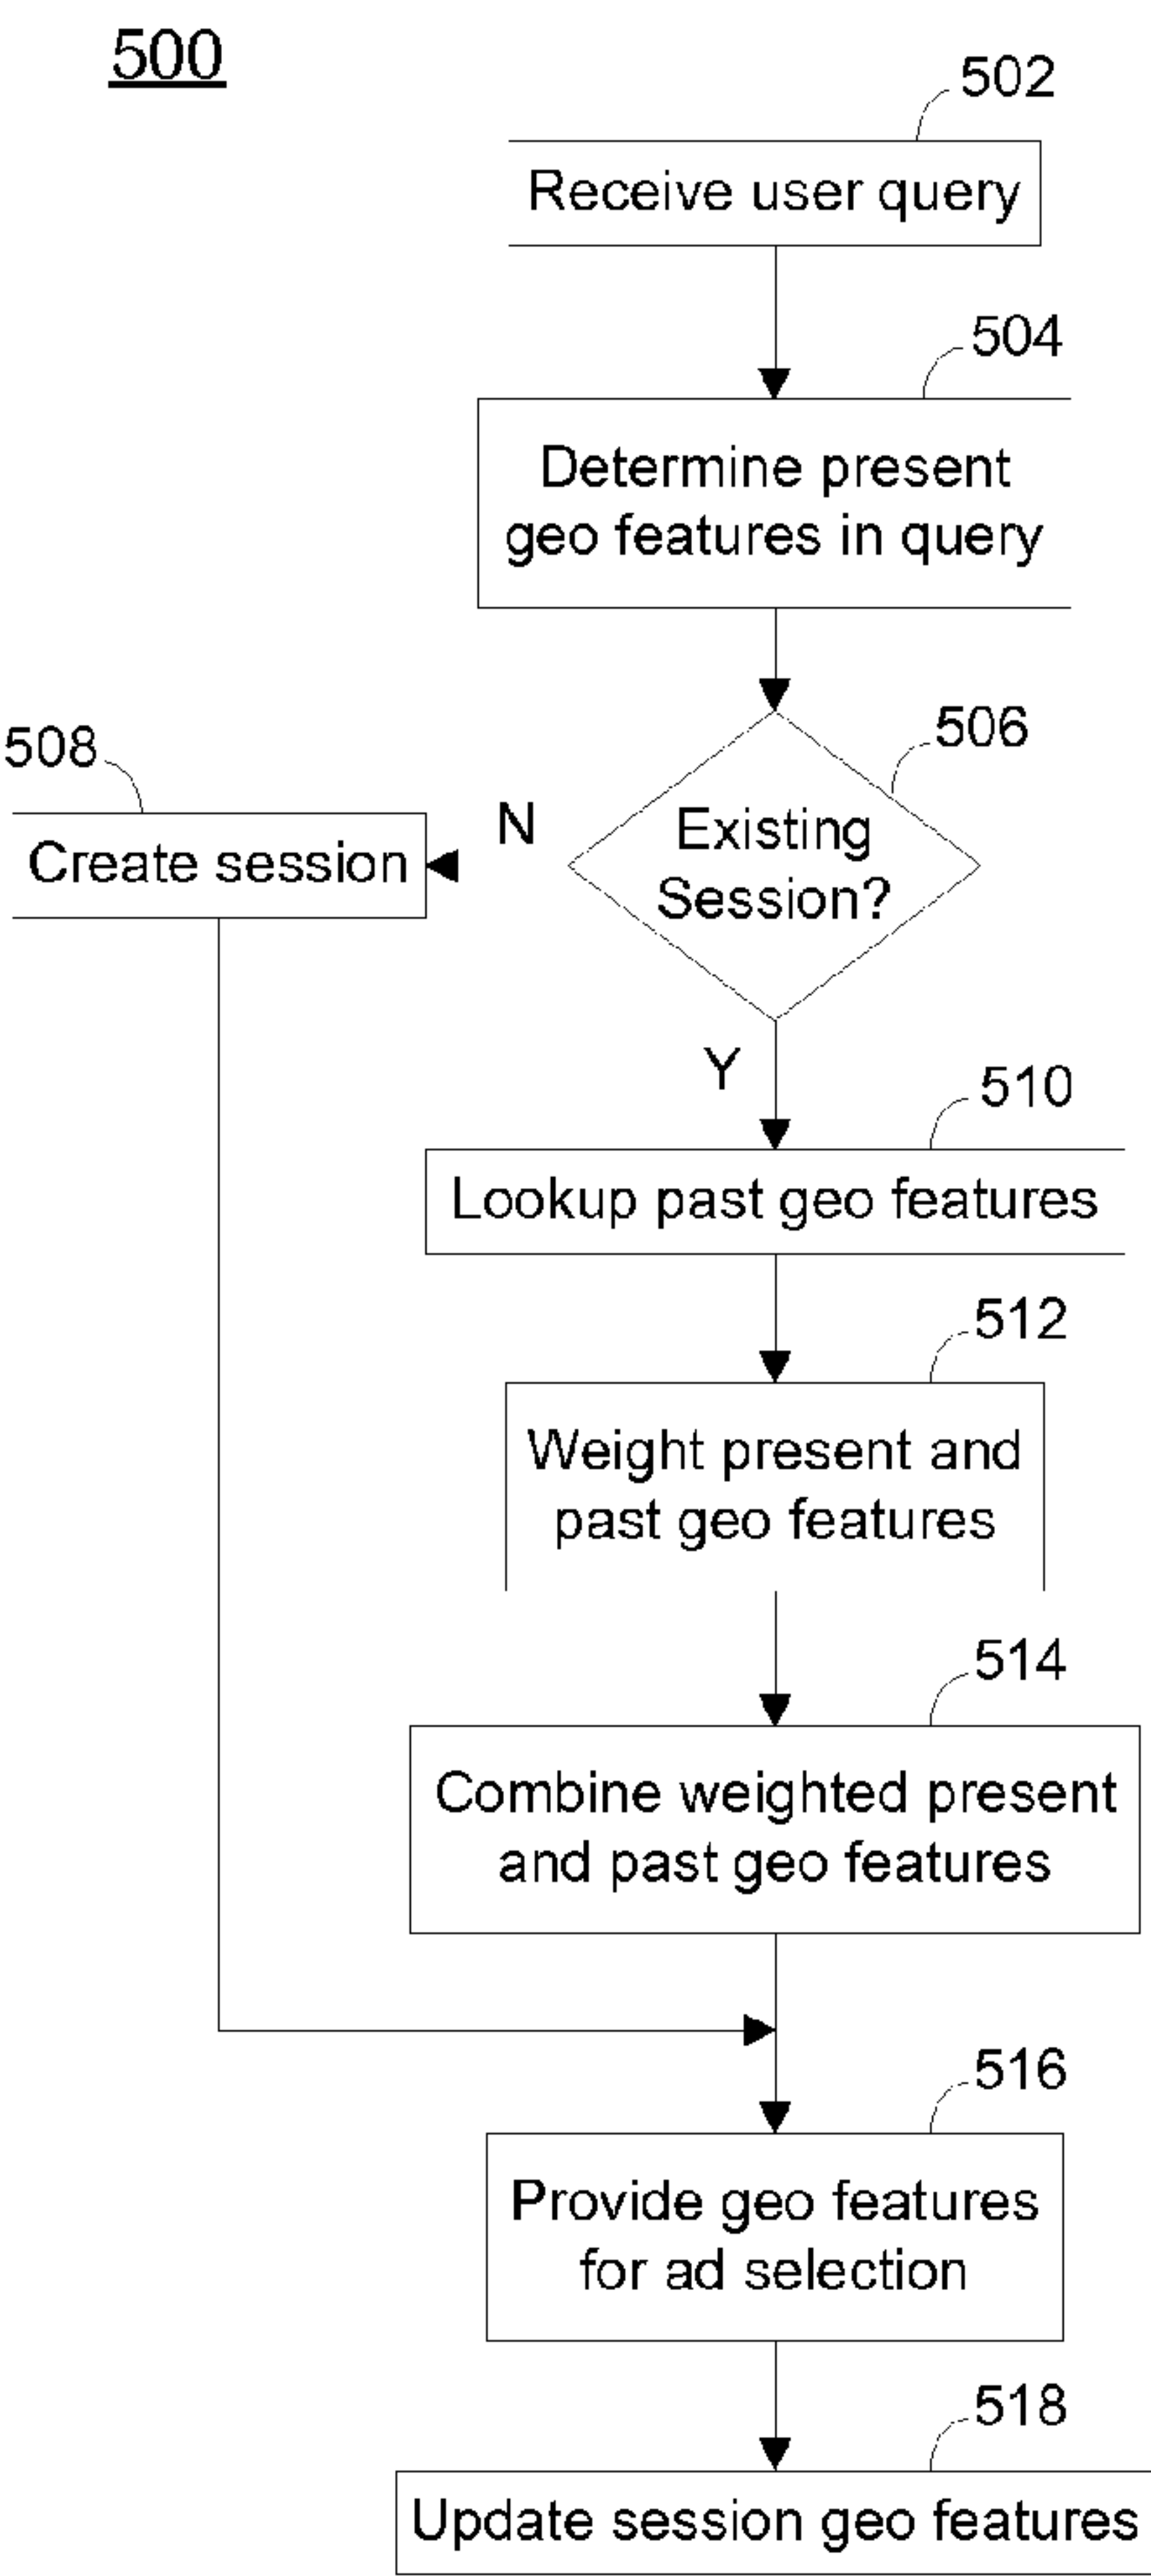 500
502
Receive user query
504
Determine present
geo features in query
506
Existing
Session?
N
508
Create session
Y
510
Lookup past geo features
512
Weight present and
past geo features
514
Combine weighted present
and past geo features
516
Provide geo features
for ad selection
518
Update session geo features